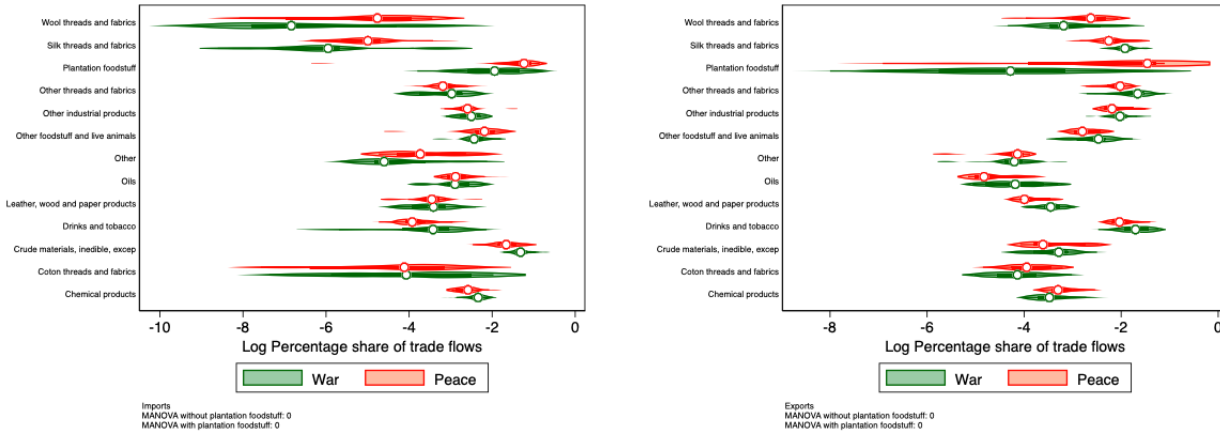 Wool threads and fabrics
Silk threads and fabrics
Plantation foodstuff
Other threads and fabrics
Other industrial products
Other foodstuff and live animals
Other
Oils
Leather, wood and paper products
Drinks and tobacco
Crude materials, inedible, excep
Coton threads and fabrics
Chemical products
-10 -8 -6 -4 -2 0
Log Percentage share of trade flows
War Peace
Imports
MANOVA without plantation foodstuff: 0
MANOVA with plantation foodstuff: 0
Wool threads and fabrics
Silk threads and fabrics
Plantation foodstuff
Other threads and fabrics
Other industrial products
Other foodstuff and live animals
Other
Oils
Leather, wood and paper products
Drinks and tobacco
Crude materials, inedible, excep
Coton threads and fabrics
Chemical products
-8 -6 -4 -2 0
Log Percentage share of trade flows
War Peace
Exports
MANOVA without plantation foodstuff: 0
MANOVA with plantation foodstuff: 0